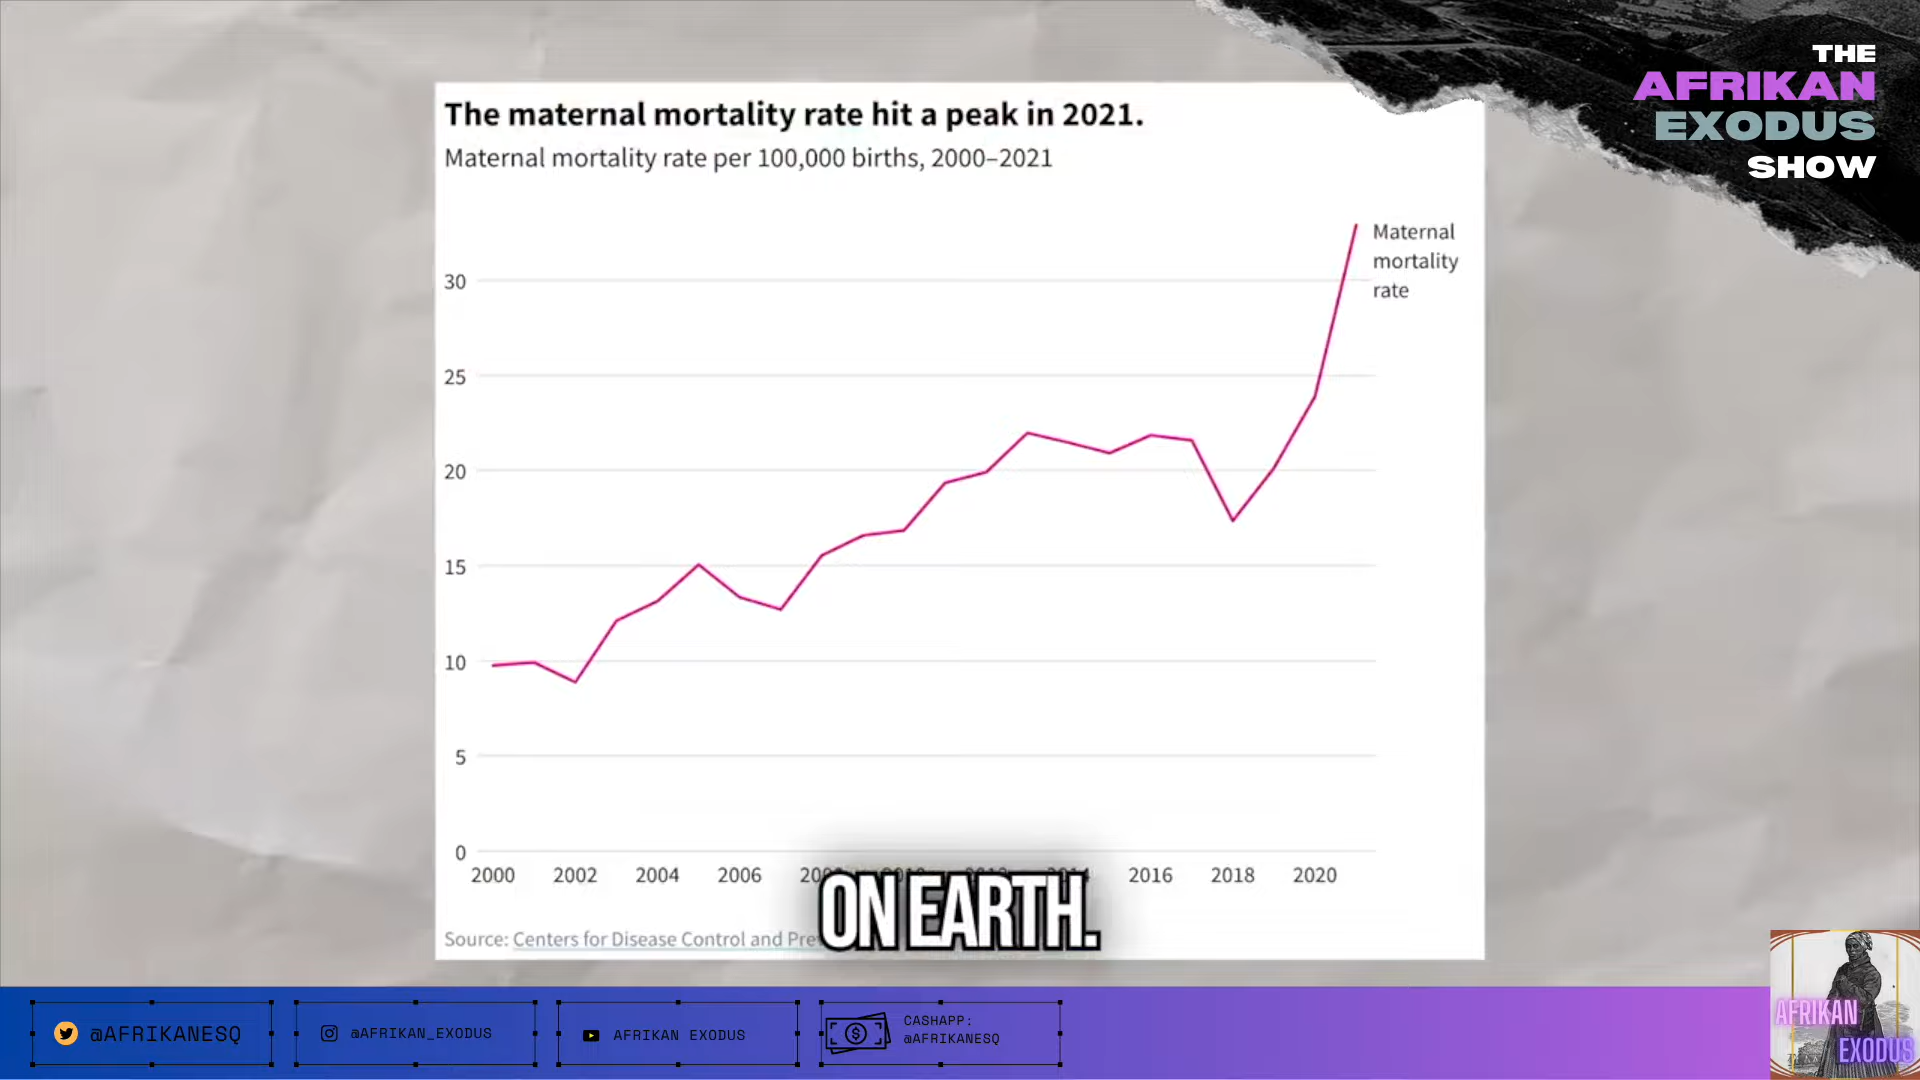 THE
AFRIKAN
EXODUS
SHOW
The maternal mortality rate hit a peak in 2021.
Maternal mortality rate per 100,000 births, 2000–2021
Maternal
mortality
rate
30
25
20
15
10
5
0
2000 2002 2004 2006 2016 2018 2020
ON EARTH.
Source: Centers for Disease Control and
@AFRIKANESQ
@AFRIKAN_EXODUS
AFRIKAN EXODUS
CASHAPP:
@AFRIKANESQ
AFRIKAN
EXODUS